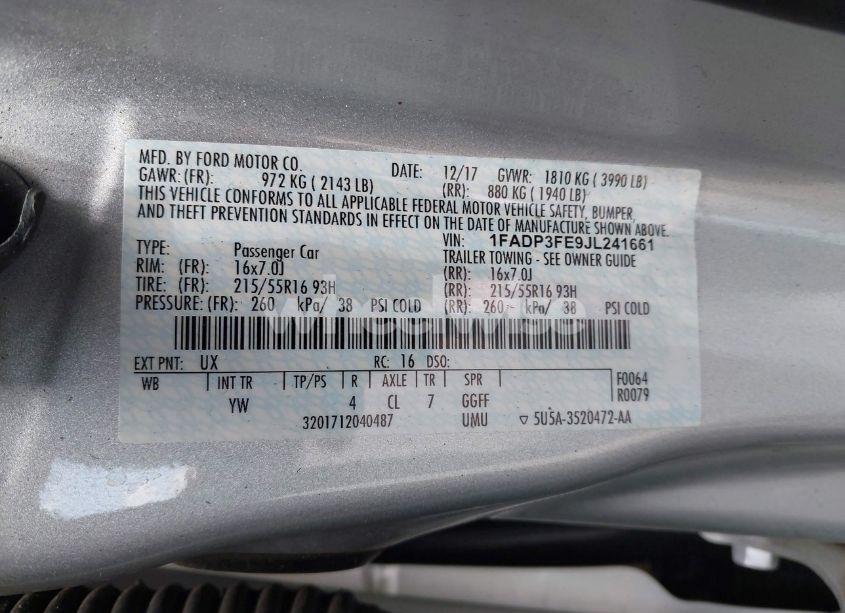 MFD. BY FORD MOTOR CO. DATE: 12/17 GVWR: 1810 KG ( 3990 LB)
GAWR: (FR): 972 KG ( 2143 LB) (RR): 880 KG ( 1940 LB)
THIS VEHICLE CONFORMS TO ALL APPLICABLE FEDERAL MOTOR VEHICLE SAFETY, BUMPER,
AND THEFT PREVENTION STANDARDS IN EFFECT ON THE DATE OF MANUFACTURE SHOWN ABOVE.
VIN: 1FADP3FE9JL241661
TYPE: Passenger Car TRAILER TOWING - SEE OWNER GUIDE
RIM: (FR): 16x7.0J (RR): 16x7.0J
TIRE: (FR): 215/55R16 93H (RR): 215/55R16 93H
PRESSURE: (FR): 260 kPa/ 38 PSI COLD (RR): 260 kPa/ 38 PSI COLD
EXT PNT: UX RC: 16 DSO:
WB INT TR TP/PS R AXLE TR SPR F0064
YW 4 CL 7 GGFF R0079
3201712040487 UMU ▽ 5U5A-3520472-AA